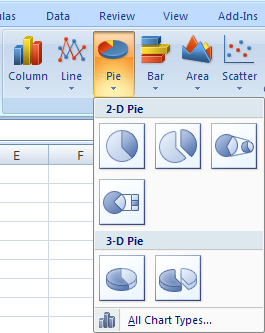 ulas Data Review View Add-Ins
Column Line Pie Bar Area Scatter
2-D Pie
E F
3-D Pie
All Chart Types...